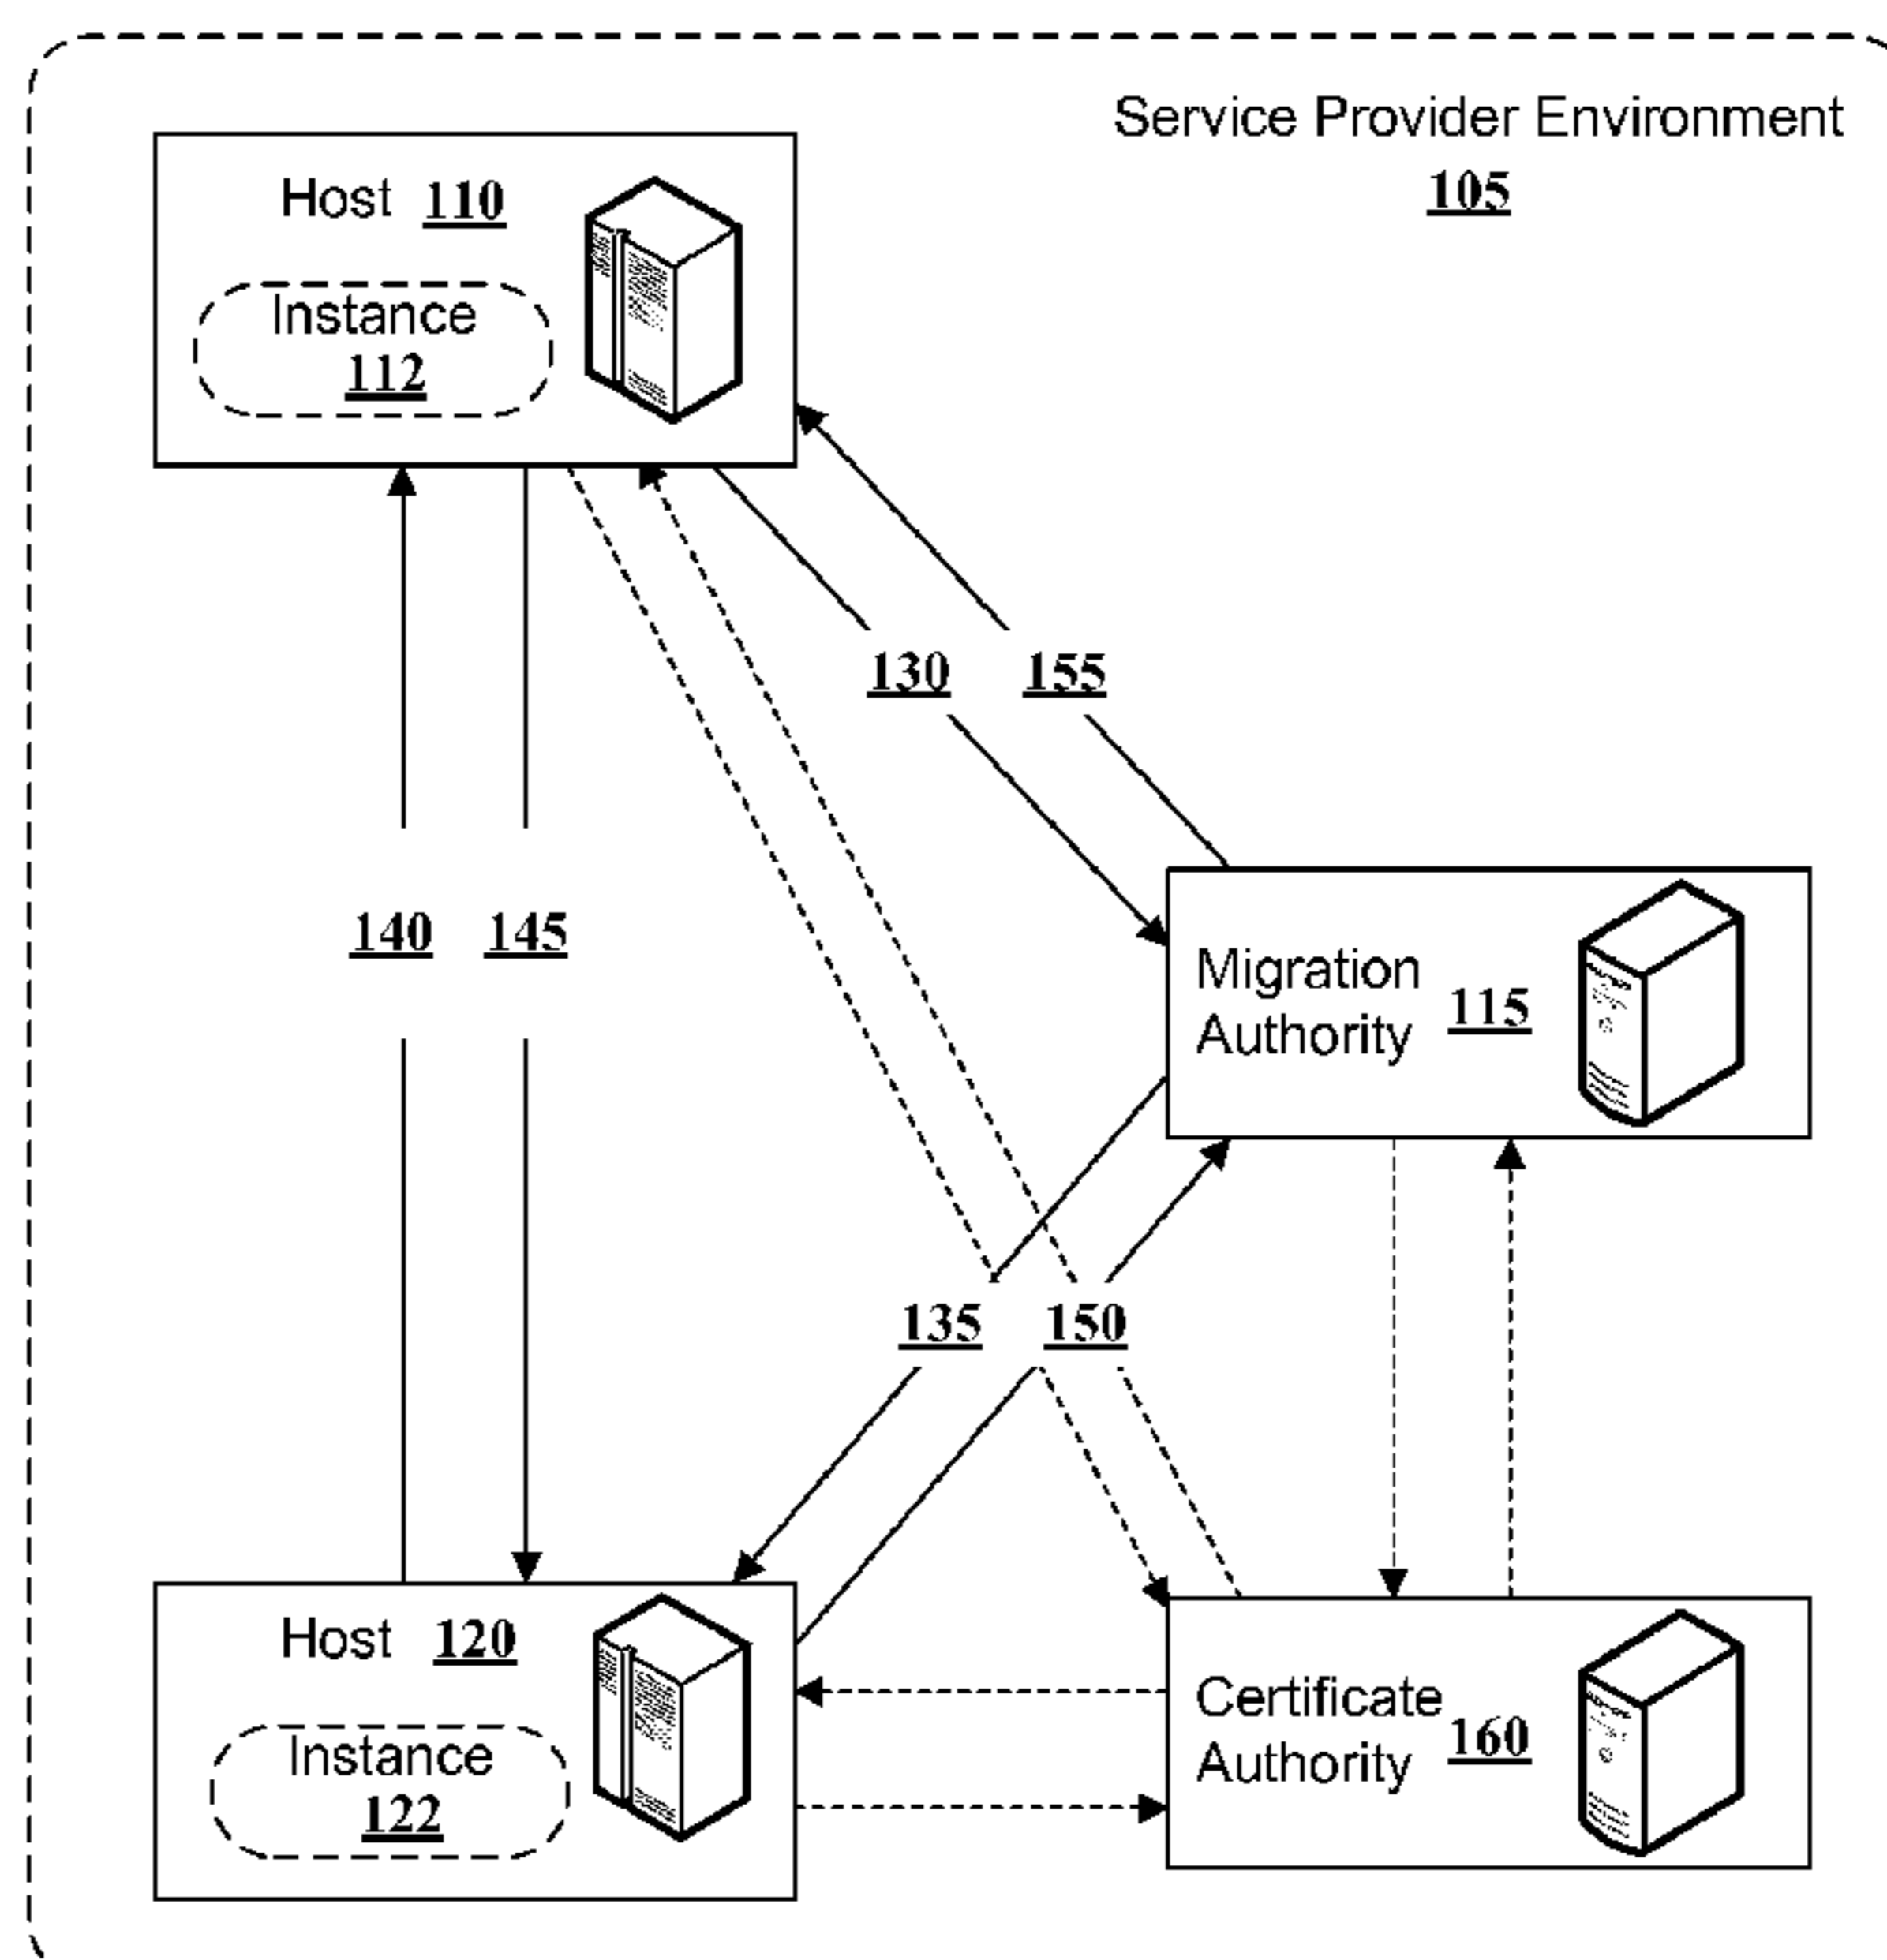 Service Provider Environment
105
Host 110
Instance
112
130 155
140 145
Migration
Authority 115
135 150
Host 120
Instance
122
Certificate
Authority 160